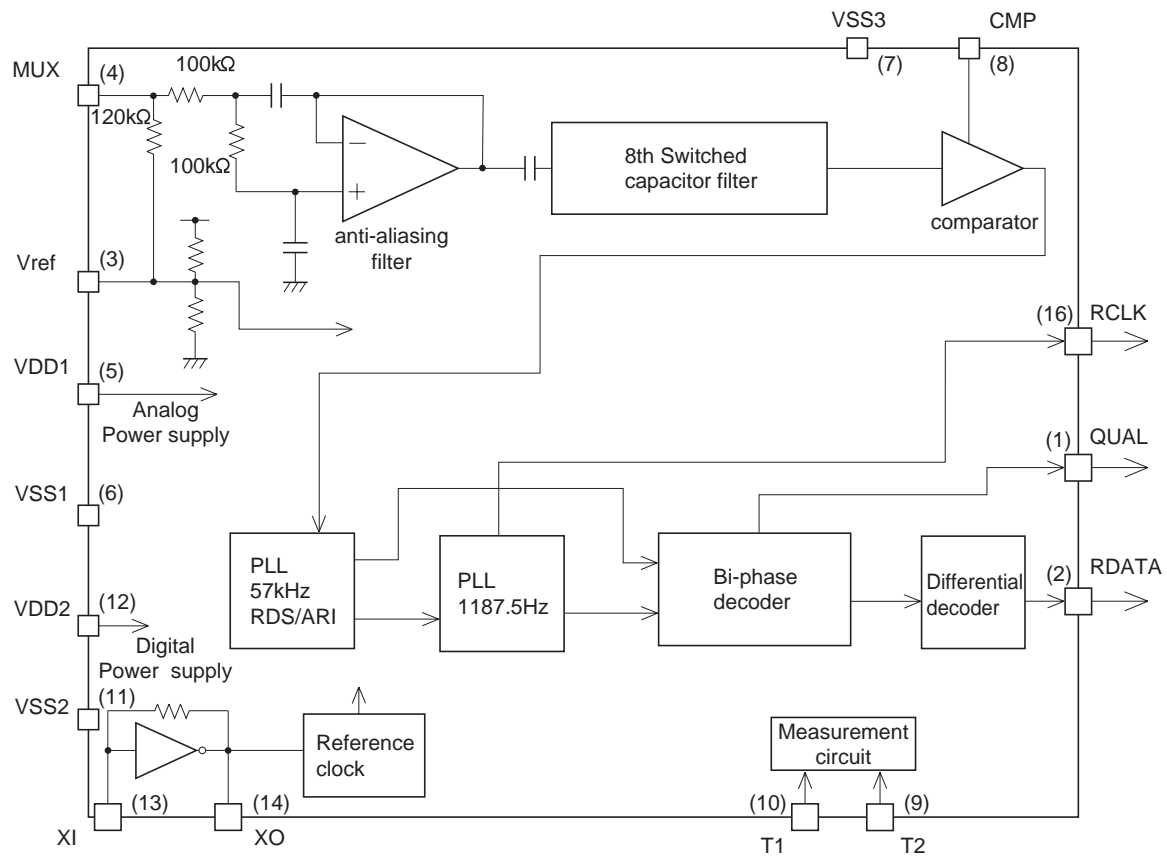 VSS3
CMP
MUX
(4)
100kΩ
(7)
(8)
120kΩ
100kΩ
−
+
8th Switched
capacitor filter
anti-aliasing
filter
comparator
Vref
(3)
(16)
RCLK
VDD1
(5)
Analog
Power supply
(1)
QUAL
VSS1
(6)
PLL
57kHz
RDS/ARI
PLL
1187.5Hz
Bi-phase
decoder
Differential
decoder
(2)
RDATA
VDD2
(12)
Digital
Power supply
VSS2
(11)
Reference
clock
Measurement
circuit
(13)
(14)
(10)
(9)
XI
XO
T1
T2